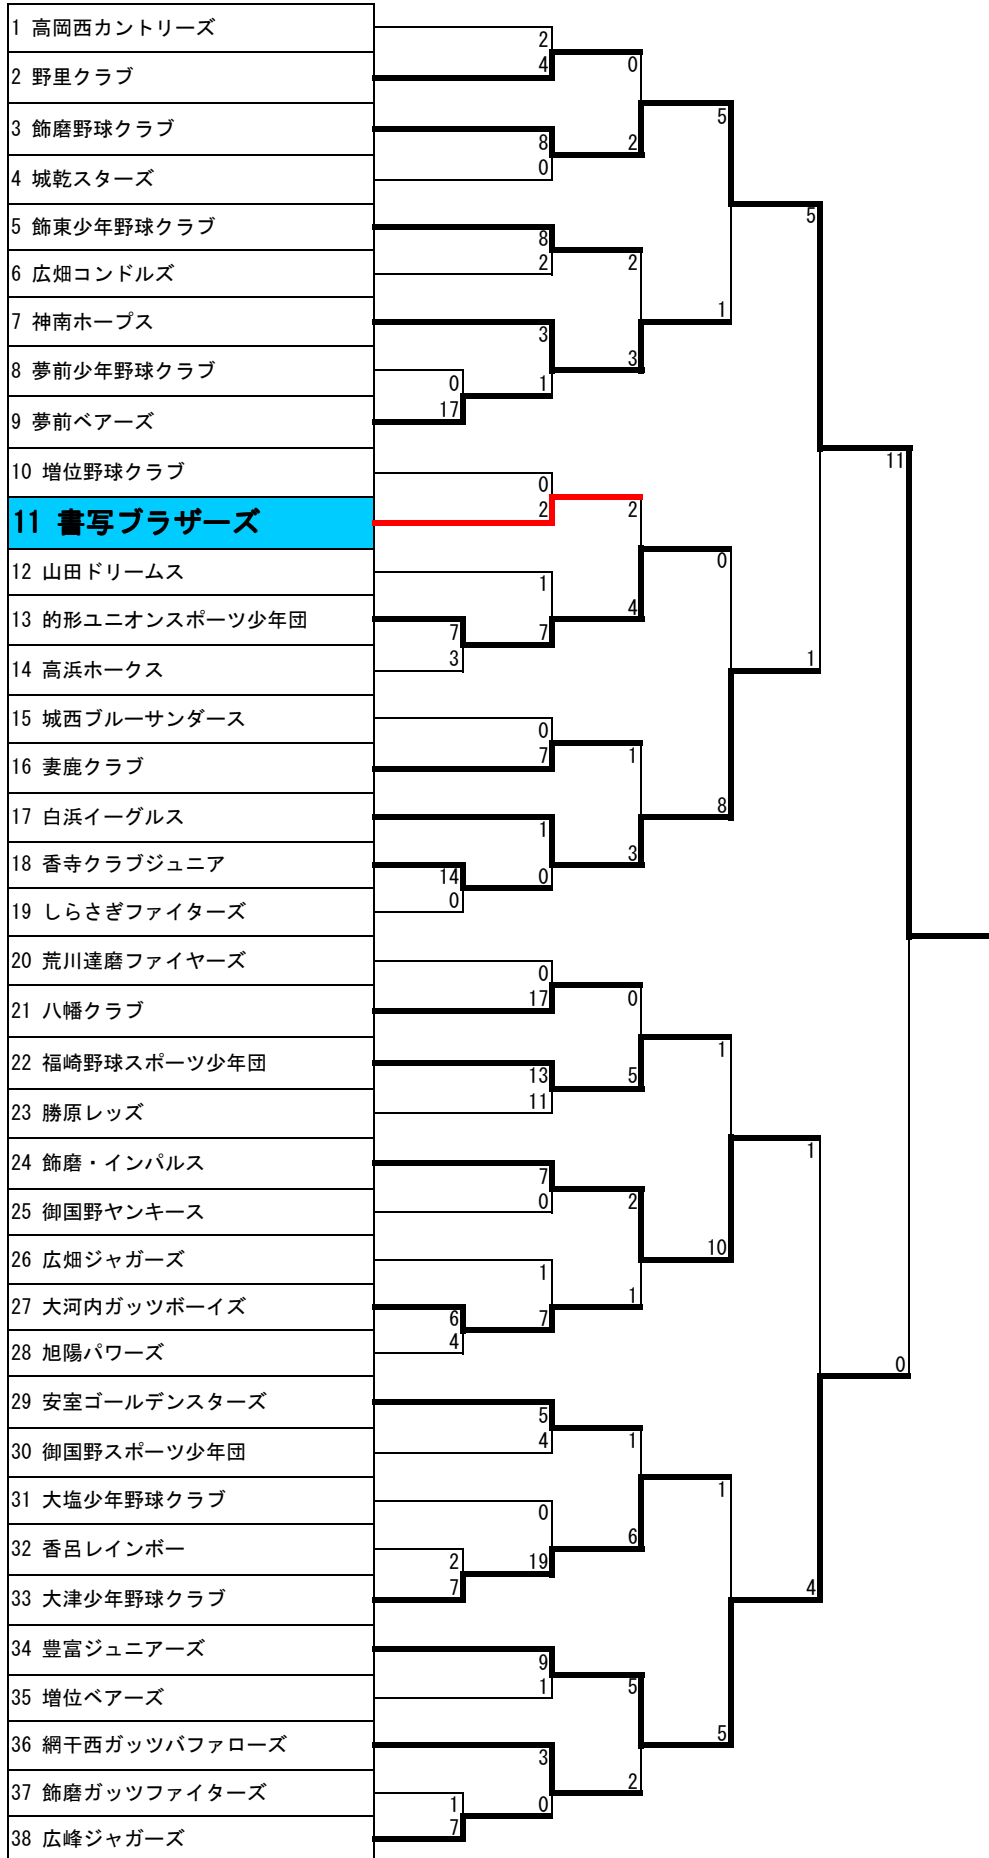 1 高岡西カントリーズ
2
4
0
2 野里クラブ
5
3 飾磨野球クラブ
8
2
0
4 城乾スターズ
5
5 飾東少年野球クラブ
8
2
2
6 広畑コンドルズ
1
7 神南ホープス
3
3
8 夢前少年野球クラブ
0
1
17
9 夢前ベアーズ
11
10 増位野球クラブ
0
2
2
11 書写ブラザーズ
0
12 山田ドリームス
1
4
13 的形ユニオンスポーツ少年団
7
7
3
1
14 高浜ホークス
15 城西ブルーサンダース
0
7
1
16 妻鹿クラブ
8
17 白浜イーグルス
1
3
18 香寺クラブジュニア
14
0
0
19 しらさぎファイターズ
20 荒川達磨ファイヤーズ
0
17
0
21 八幡クラブ
1
22 福崎野球スポーツ少年団
13
5
11
23 勝原レッズ
1
24 飾磨・インパルス
7
0
2
25 御国野ヤンキース
10
26 広畑ジャガーズ
1
1
27 大河内ガッツボーイズ
6
7
4
28 旭陽パワーズ
0
29 安室ゴールデンスターズ
5
4
1
30 御国野スポーツ少年団
1
31 大塩少年野球クラブ
0
6
32 香呂レインボー
2
19
7
4
33 大津少年野球クラブ
34 豊富ジュニアーズ
9
1
5
35 増位ベアーズ
5
36 網干西ガッツバファローズ
3
2
37 飾磨ガッツファイターズ
1
0
7
38 広峰ジャガーズ